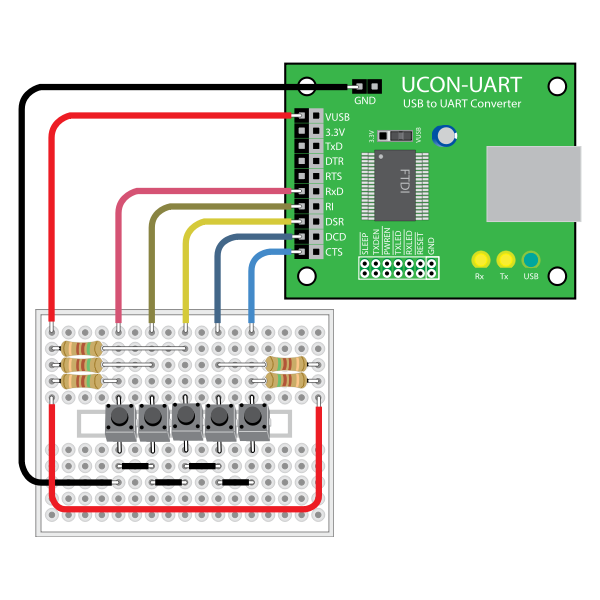 UCON-UART
USB to UART Converter
GND
VUSB
3.3V
TxD
DTR
RTS
RxD
RI
DSR
DCD
CTS
3.3V
VUSB
FTDI
SLEEP
TXDEN
PWREN
TXLED
RXLED
RESET
GND
Rx
Tx
USB